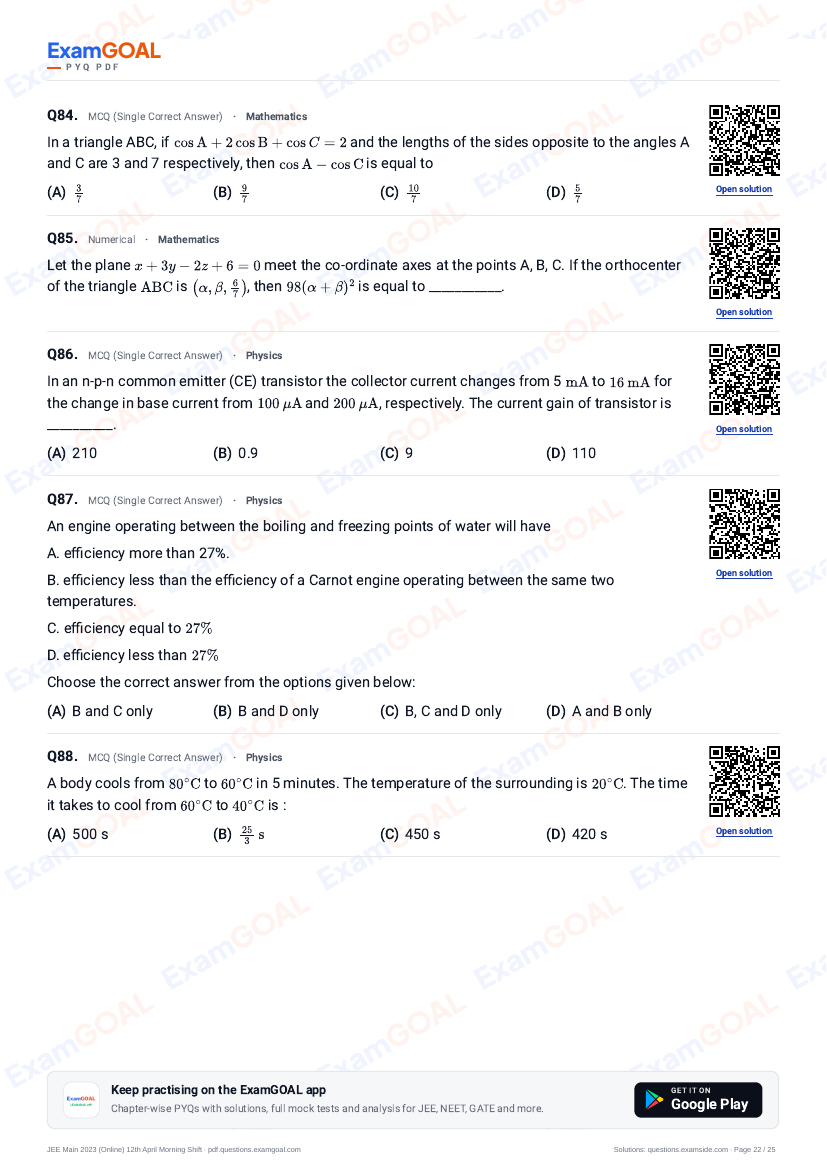 ExamGOAL
PYQ PDF
Q84. MCQ (Single Correct Answer) · Mathematics
In a triangle ABC, if cos A + 2 cos B + cos C = 2 and the lengths of the sides opposite to the angles A
and C are 3 and 7 respectively, then cos A − cos C is equal to
(A) 3/7 (B) 9/7 (C) 10/7 (D) 5/7
Open solution
Q85. Numerical · Mathematics
Let the plane x + 3y − 2z + 6 = 0 meet the co-ordinate axes at the points A, B, C. If the orthocenter
of the triangle ABC is (α, β, 6/7), then 98(α + β)² is equal to ___________.
Open solution
Q86. MCQ (Single Correct Answer) · Physics
In an n-p-n common emitter (CE) transistor the collector current changes from 5 mA to 16 mA for
the change in base current from 100 μA and 200 μA, respectively. The current gain of transistor is
__________.
(A) 210 (B) 0.9 (C) 9 (D) 110
Open solution
Q87. MCQ (Single Correct Answer) · Physics
An engine operating between the boiling and freezing points of water will have
A. efficiency more than 27%.
B. efficiency less than the efficiency of a Carnot engine operating between the same two
temperatures.
C. efficiency equal to 27%
D. efficiency less than 27%
Choose the correct answer from the options given below:
(A) B and C only (B) B and D only (C) B, C and D only (D) A and B only
Open solution
Q88. MCQ (Single Correct Answer) · Physics
A body cools from 80°C to 60°C in 5 minutes. The temperature of the surrounding is 20°C. The time
it takes to cool from 60°C to 40°C is :
(A) 500 s (B) 25/3 s (C) 450 s (D) 420 s
Open solution
ExamGOAL
Keep practising on the ExamGOAL app
Chapter-wise PYQs with solutions, full mock tests and analysis for JEE, NEET, GATE and more.
GET IT ON
Google Play
JEE Main 2023 (Online) 12th April Morning Shift · pdf.questions.examgoal.com
Solutions: questions.examside.com · Page 22 / 25